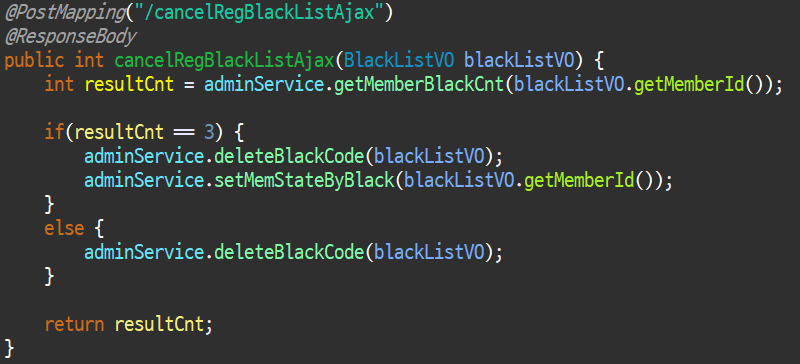 @PostMapping("/cancelRegBlackListAjax")
@ResponseBody
public int cancelRegBlackListAjax(BlackListVO blackListVO) {
    int resultCnt = adminService.getMemberBlackCnt(blackListVO.getMemberId());

    if(resultCnt == 3) {
        adminService.deleteBlackCode(blackListVO);
        adminService.setMemStateByBlack(blackListVO.getMemberId());
    }
    else {
        adminService.deleteBlackCode(blackListVO);
    }

    return resultCnt;
}